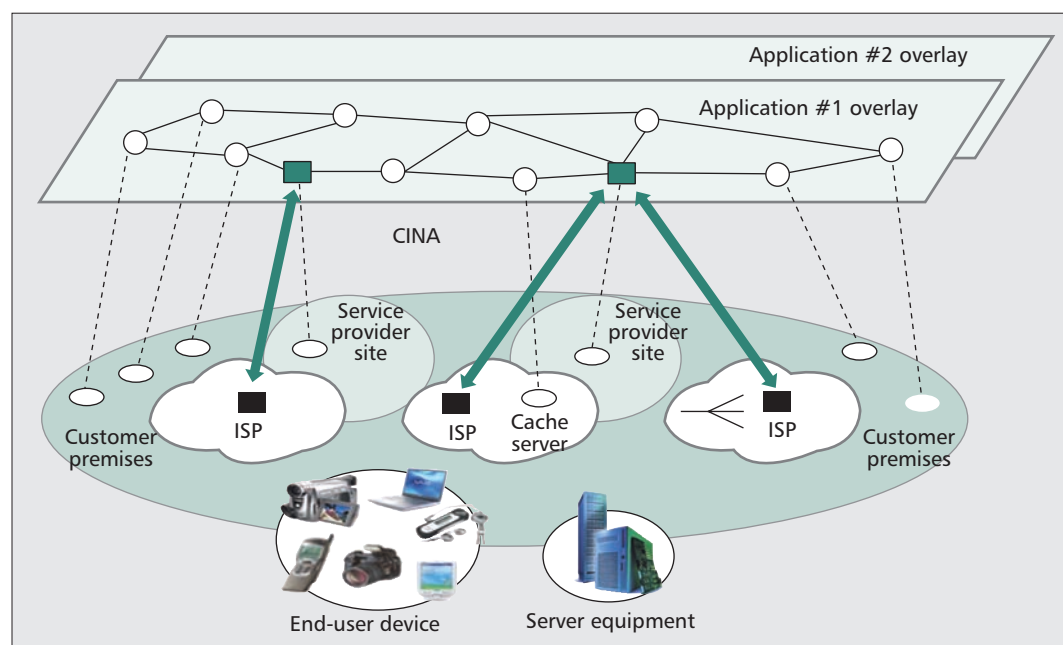 Application #2 overlay
Application #1 overlay
CINA
Service
provider
site
Service
provider
site
Customer
premises
ISP
ISP
Cache
server
ISP
Customer
premises
End-user device
Server equipment